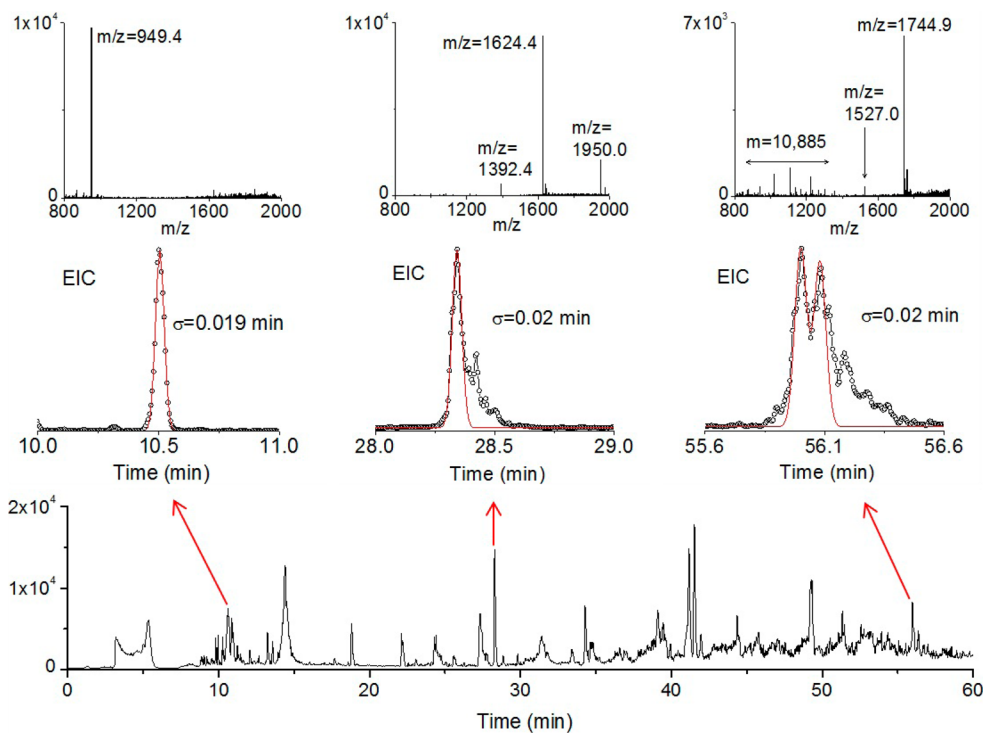 1x10⁴
m/z=949.4
0
800 1200 1600 2000
m/z
1x10⁴
m/z=1624.4
m/z=
1950.0
m/z=
1392.4
0
800 1200 1600 2000
m/z
7x10³
m/z=1744.9
m/z=
1527.0
m=10,885
0
800 1200 1600 2000
m/z
EIC
σ=0.019 min
10.0 10.5 11.0
Time (min)
EIC
σ=0.02 min
28.0 28.5 29.0
Time (min)
EIC
σ=0.02 min
55.6 56.1 56.6
Time (min)
2x10⁴
1x10⁴
0
0 10 20 30 40 50 60
Time (min)